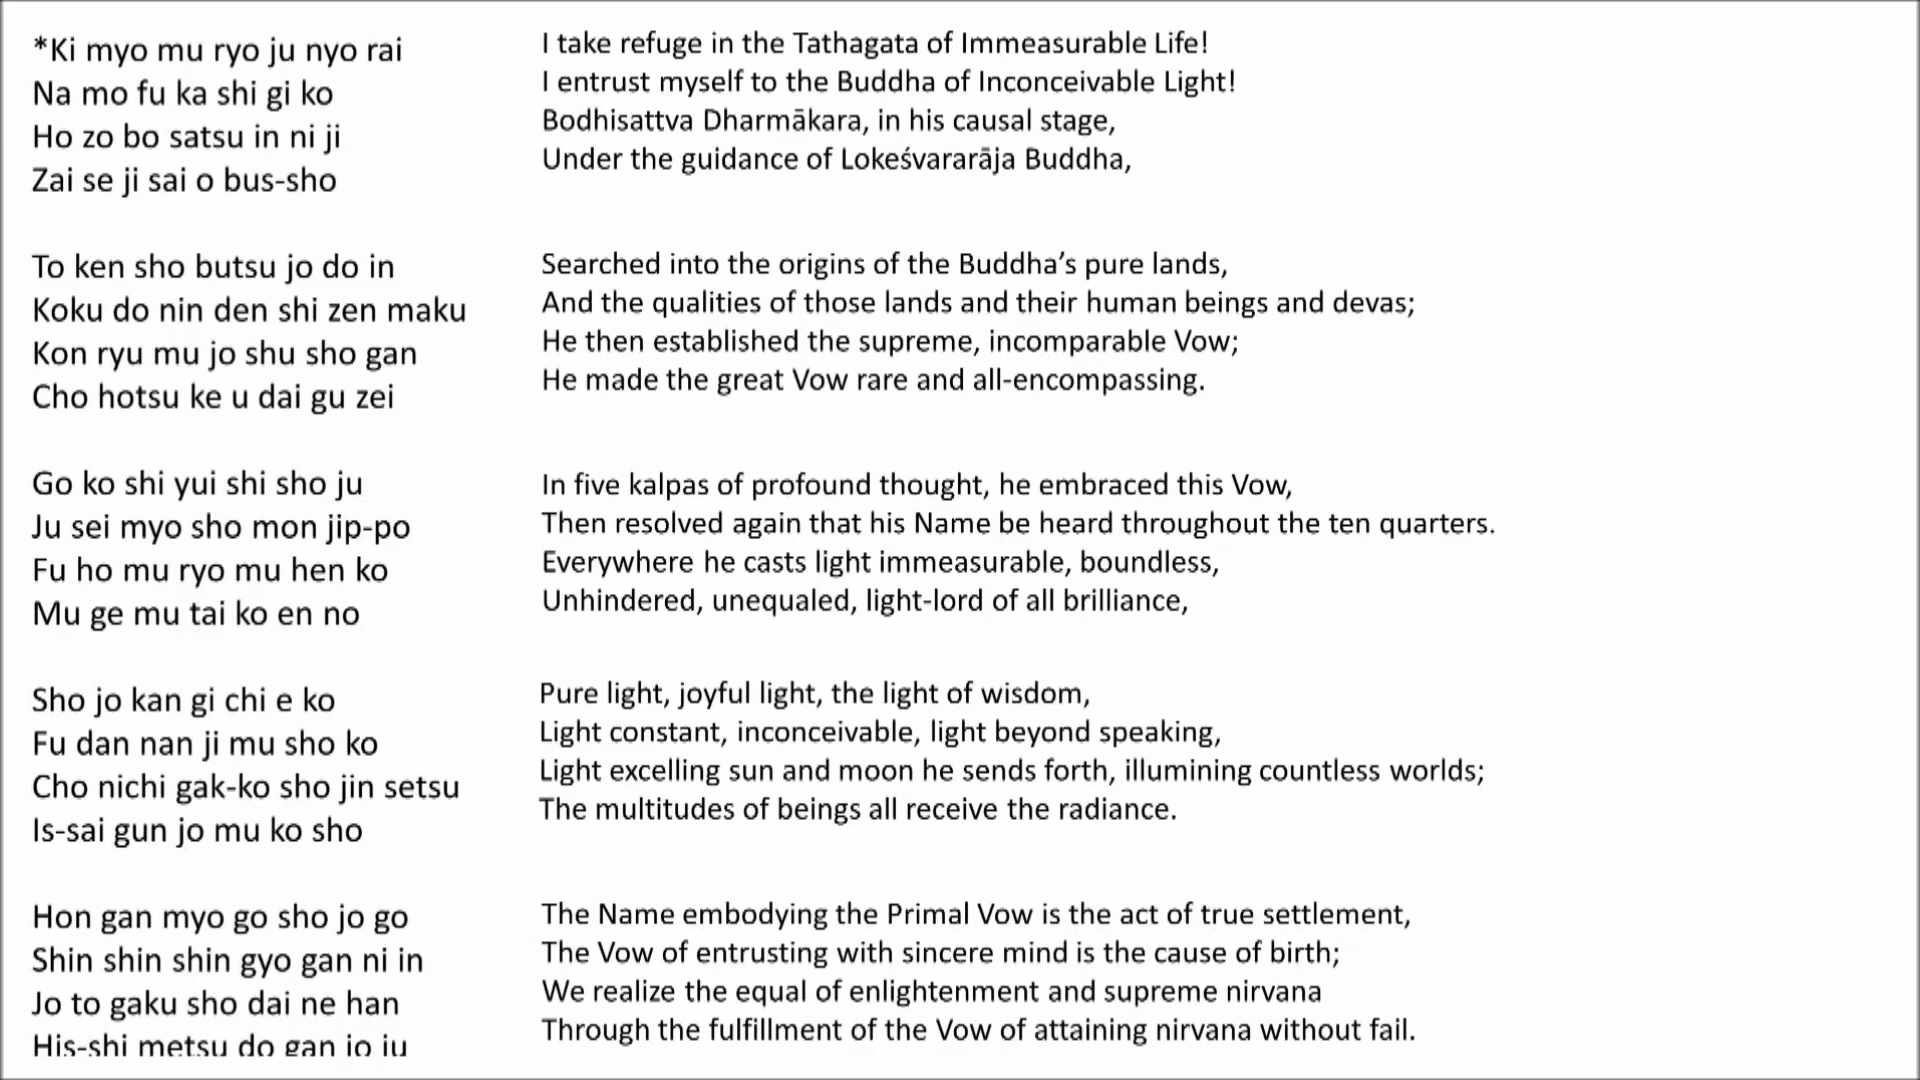 *Ki myo mu ryo ju nyo rai
Na mo fu ka shi gi ko
Ho zo bo satsu in ni ji
Zai se ji sai o bus-sho
I take refuge in the Tathagata of Immeasurable Life!
I entrust myself to the Buddha of Inconceivable Light!
Bodhisattva Dharmākara, in his causal stage,
Under the guidance of Lokeśvararāja Buddha,
To ken sho butsu jo do in
Koku do nin den shi zen maku
Kon ryu mu jo shu sho gan
Cho hotsu ke u dai gu zei
Searched into the origins of the Buddha’s pure lands,
And the qualities of those lands and their human beings and devas;
He then established the supreme, incomparable Vow;
He made the great Vow rare and all-encompassing.
Go ko shi yui shi sho ju
Ju sei myo sho mon jip-po
Fu ho mu ryo mu hen ko
Mu ge mu tai ko en no
In five kalpas of profound thought, he embraced this Vow,
Then resolved again that his Name be heard throughout the ten quarters.
Everywhere he casts light immeasurable, boundless,
Unhindered, unequaled, light-lord of all brilliance,
Sho jo kan gi chi e ko
Fu dan nan ji mu sho ko
Cho nichi gak-ko sho jin setsu
Is-sai gun jo mu ko sho
Pure light, joyful light, the light of wisdom,
Light constant, inconceivable, light beyond speaking,
Light excelling sun and moon he sends forth, illumining countless worlds;
The multitudes of beings all receive the radiance.
Hon gan myo go sho jo go
Shin shin shin gyo gan ni in
Jo to gaku sho dai ne han
His-shi metsu do gan jo ju
The Name embodying the Primal Vow is the act of true settlement,
The Vow of entrusting with sincere mind is the cause of birth;
We realize the equal of enlightenment and supreme nirvana
Through the fulfillment of the Vow of attaining nirvana without fail.